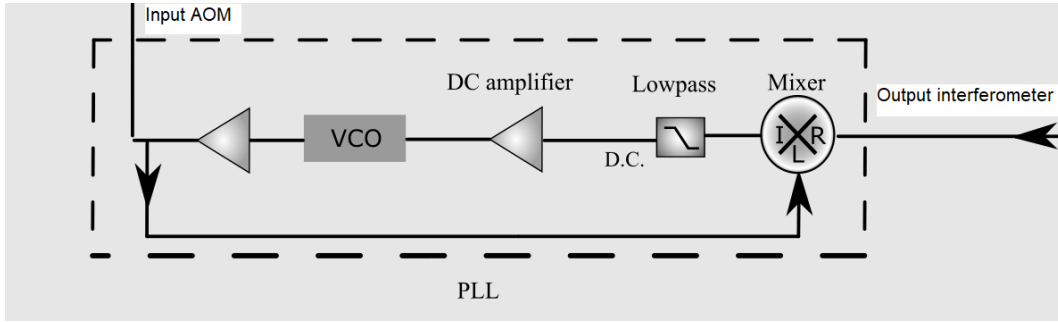 Input AOM
DC amplifier
Lowpass
Mixer
Output interferometer
VCO
I
R
L
D.C.
PLL